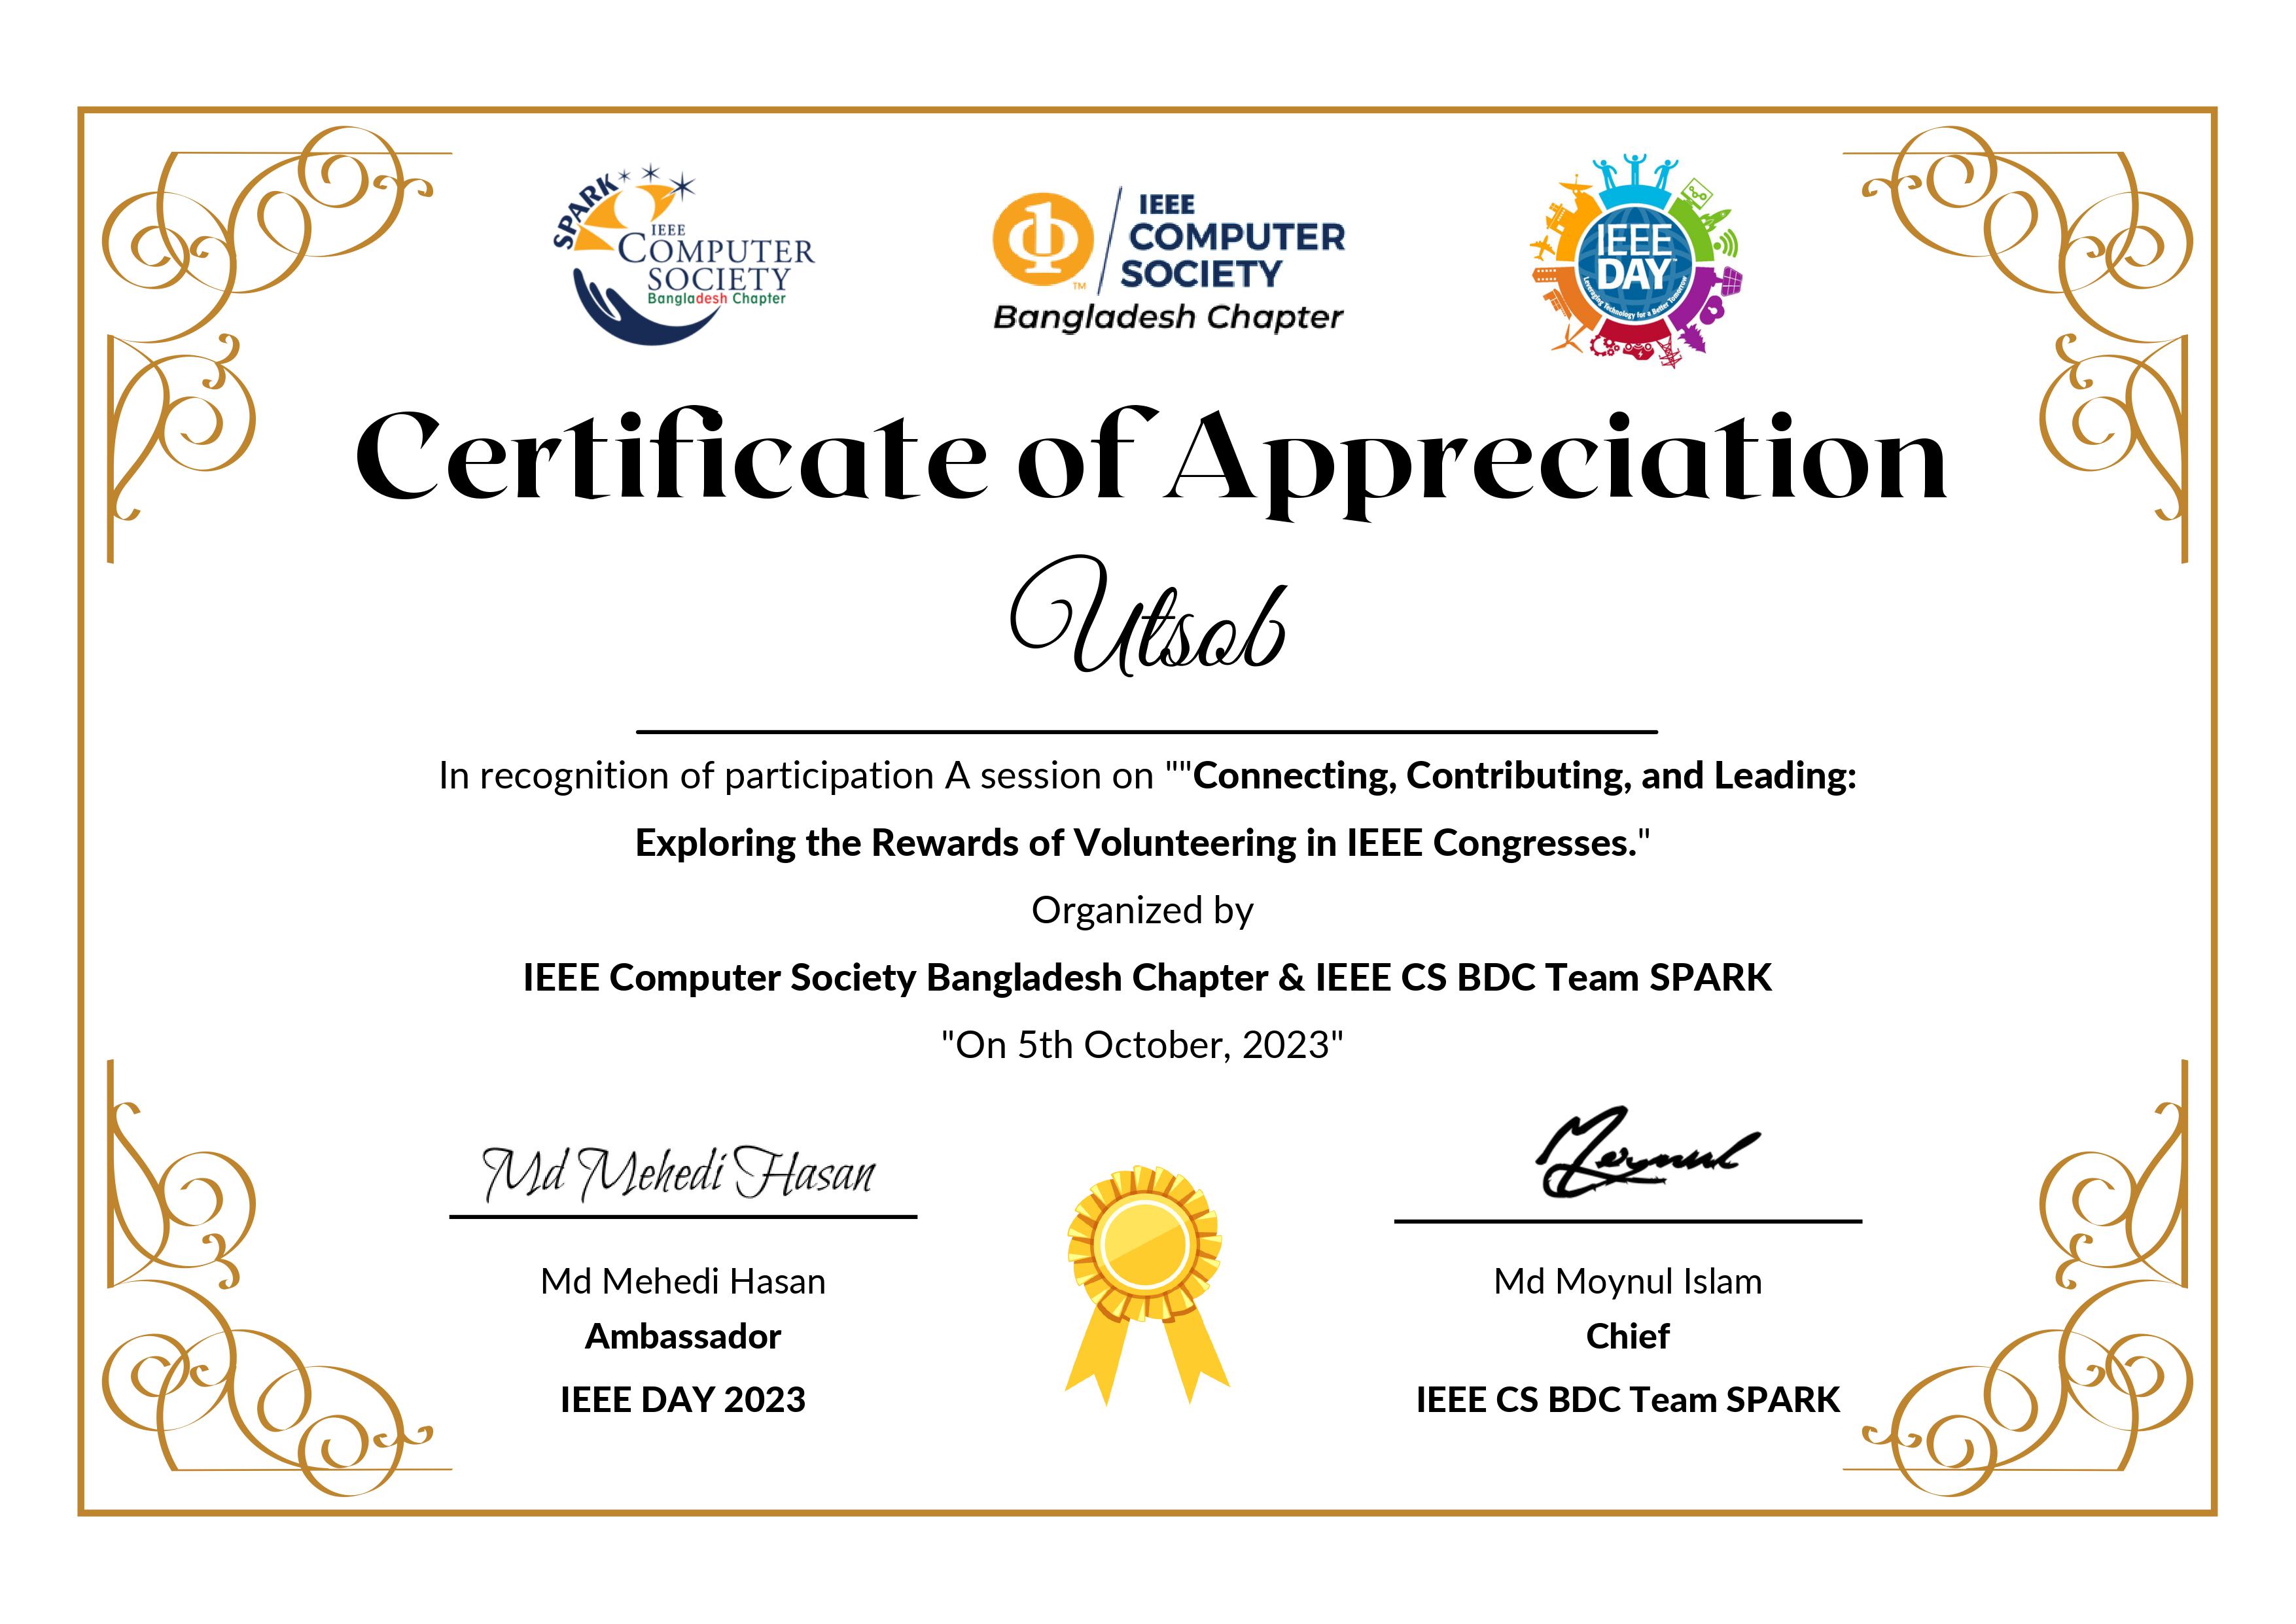 SPARK
IEEE
COMPUTER
SOCIETY
Bangladesh Chapter
IEEE
COMPUTER
SOCIETY
TM
Bangladesh Chapter
IEEE
DAY
Leveraging Technology for a Better Tomorrow
Certificate of Appreciation
Utsob
In recognition of participation A session on ""Connecting, Contributing, and Leading:
Exploring the Rewards of Volunteering in IEEE Congresses."
Organized by
IEEE Computer Society Bangladesh Chapter & IEEE CS BDC Team SPARK
"On 5th October, 2023"
Md Mehedi Hasan
Moynul
Md Mehedi Hasan
Ambassador
IEEE DAY 2023
Md Moynul Islam
Chief
IEEE CS BDC Team SPARK